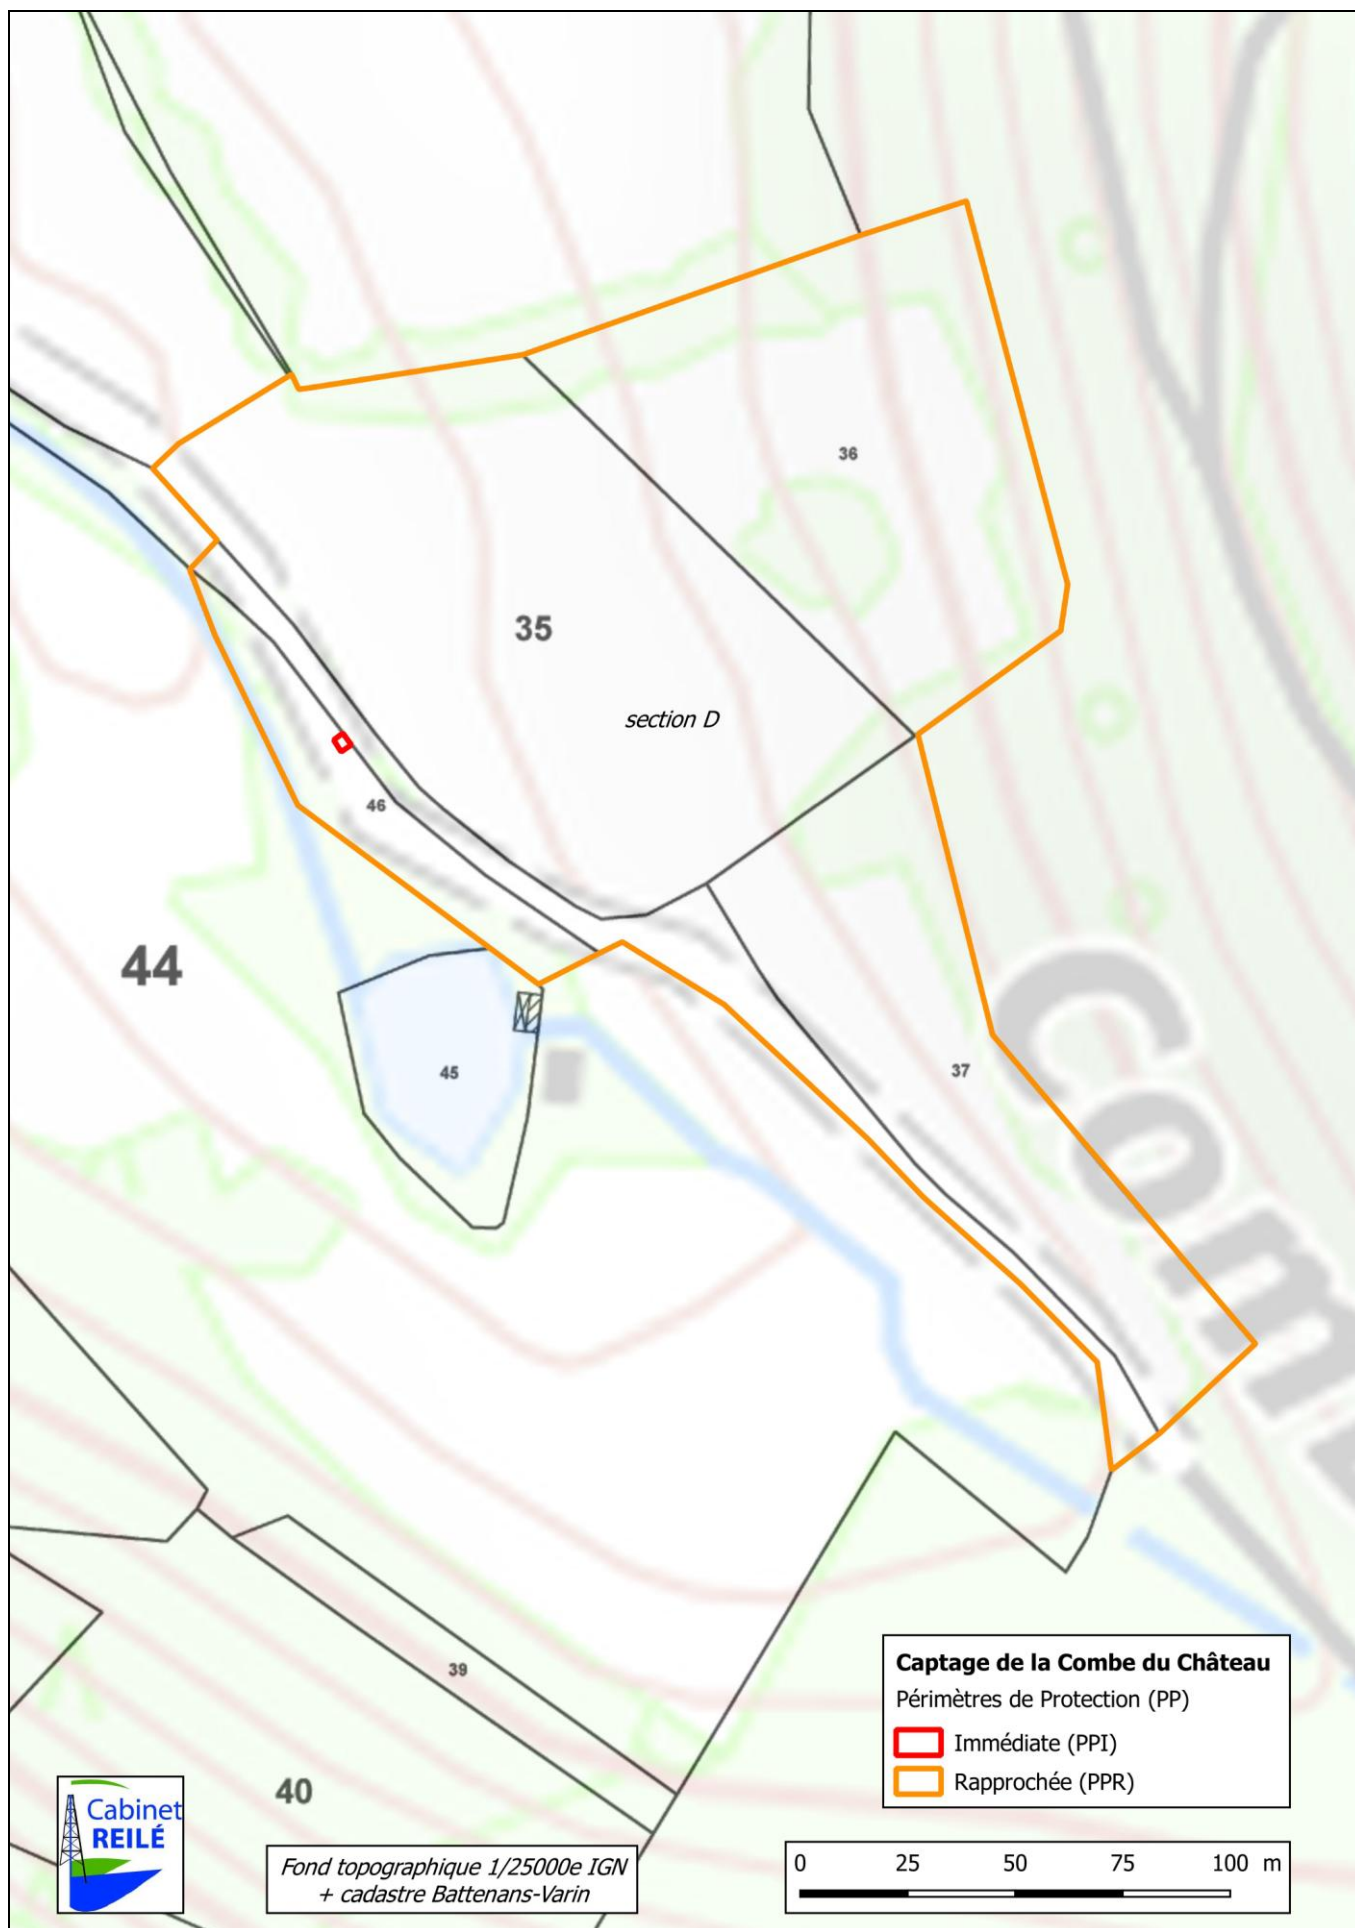 36
35
section D
46
44
45
37
Comb
39
40
Captage de la Combe du Château
Périmètres de Protection (PP)
Immédiate (PPI)
Rapprochée (PPR)
Cabinet
REILÉ
Fond topographique 1/25000e IGN
+ cadastre Battenans-Varin
0 25 50 75 100 m